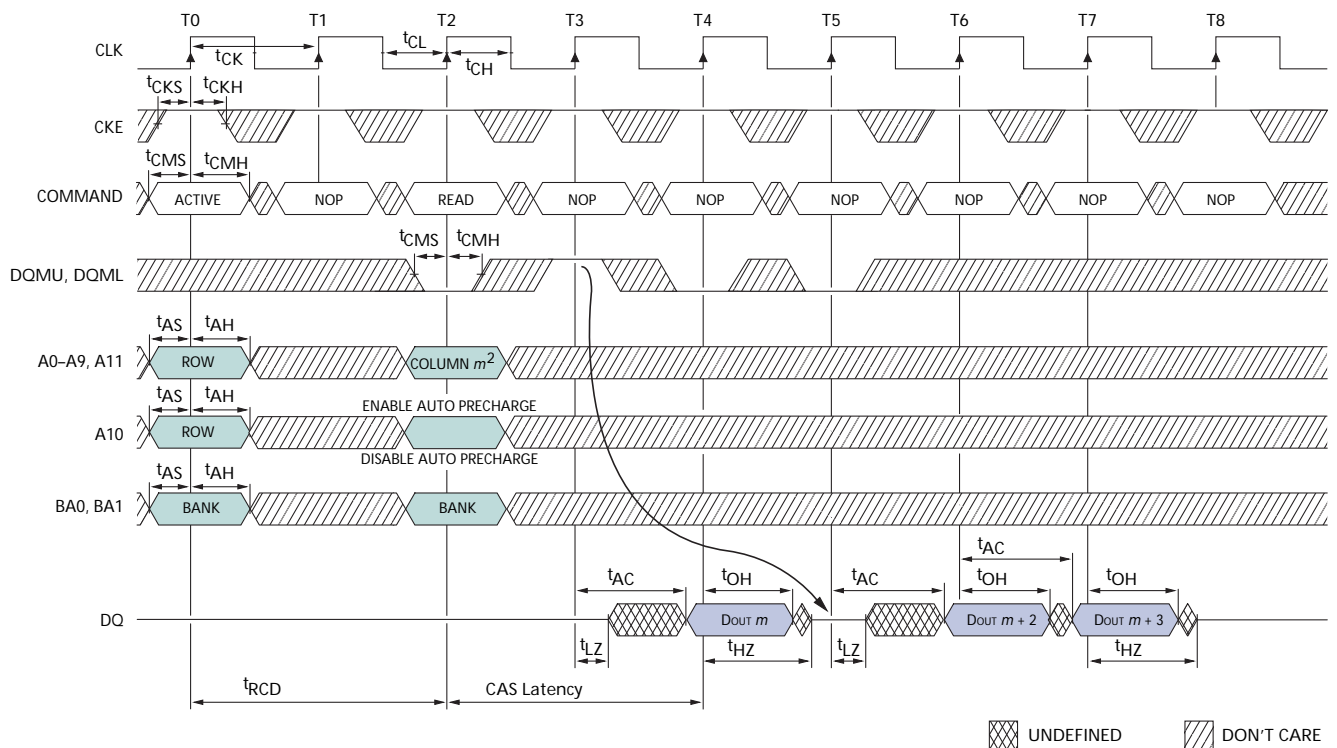 T0 T1 T2 T3 T4 T5 T6 T7 T8
CLK
tCK tCL tCH
tCKS tCKH
CKE
tCMS tCMH
COMMAND ACTIVE NOP READ NOP NOP NOP NOP NOP NOP
tCMS tCMH
DQMU, DQML
tAS tAH
A0–A9, A11 ROW COLUMN m2
tAS tAH ENABLE AUTO PRECHARGE
A10 ROW
DISABLE AUTO PRECHARGE
tAS tAH
BA0, BA1 BANK BANK
tAC
tAC tOH tAC tOH tOH
DQ DOUT m DOUT m + 2 DOUT m + 3
tLZ tHZ tLZ tHZ
tRCD CAS Latency
UNDEFINED DON'T CARE